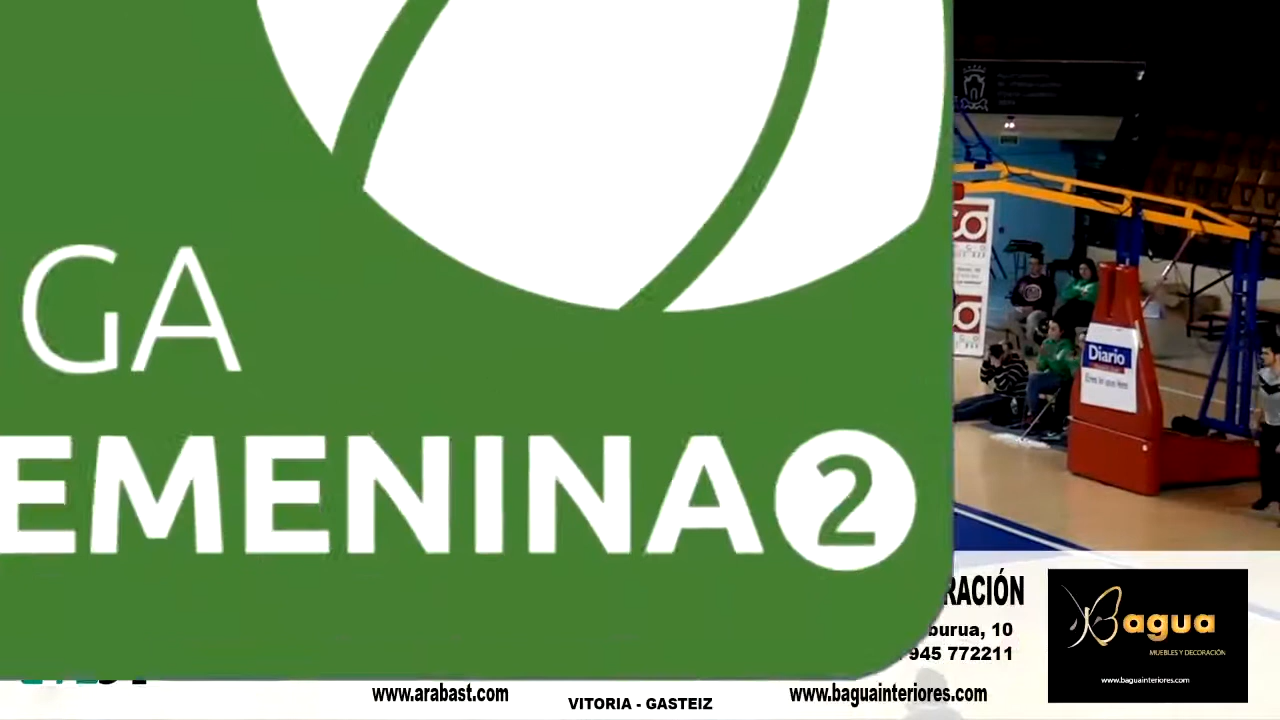 GA
EMENINA 2
Diario
RACIÓN
burua, 10
945 772211
Bagua
MUEBLES Y DECORACIÓN
www.baguainteriores.com
www.arabast.com
VITORIA - GASTEIZ
www.baguainteriores.com